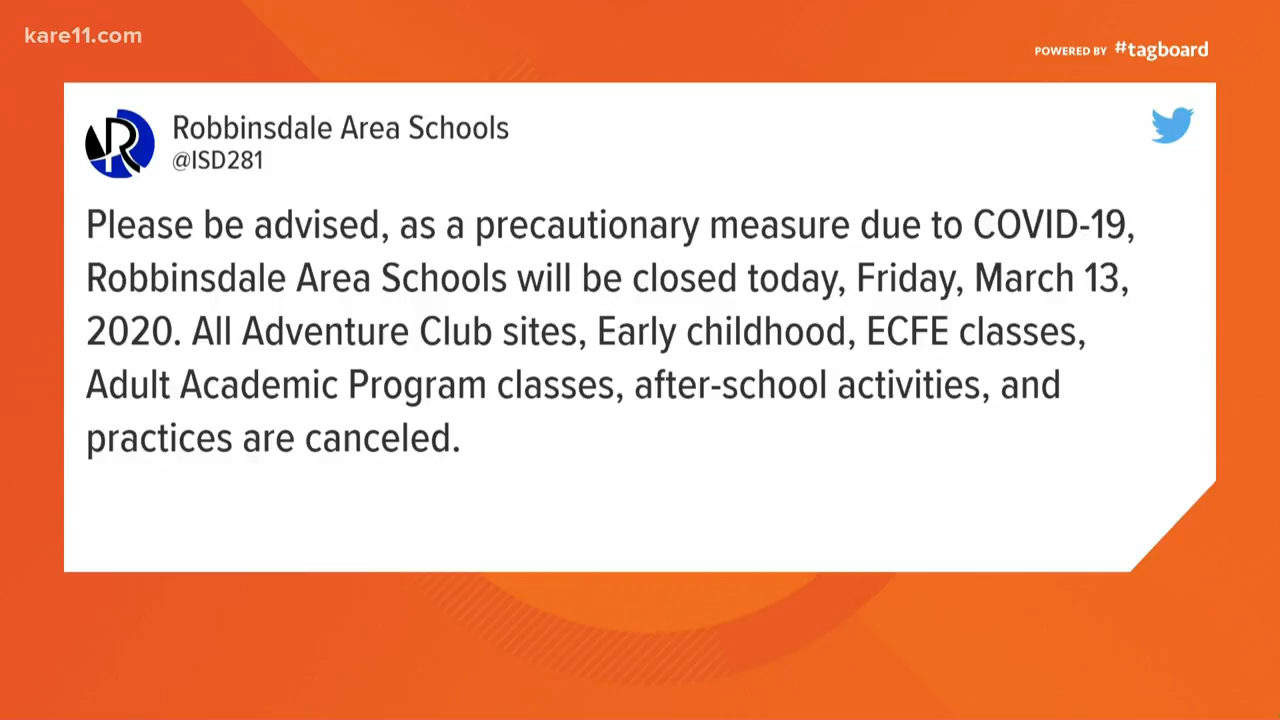 kare11.com
POWERED BY #tagboard
Robbinsdale Area Schools
@ISD281
Please be advised, as a precautionary measure due to COVID-19,
Robbinsdale Area Schools will be closed today, Friday, March 13,
2020. All Adventure Club sites, Early childhood, ECFE classes,
Adult Academic Program classes, after-school activities, and
practices are canceled.